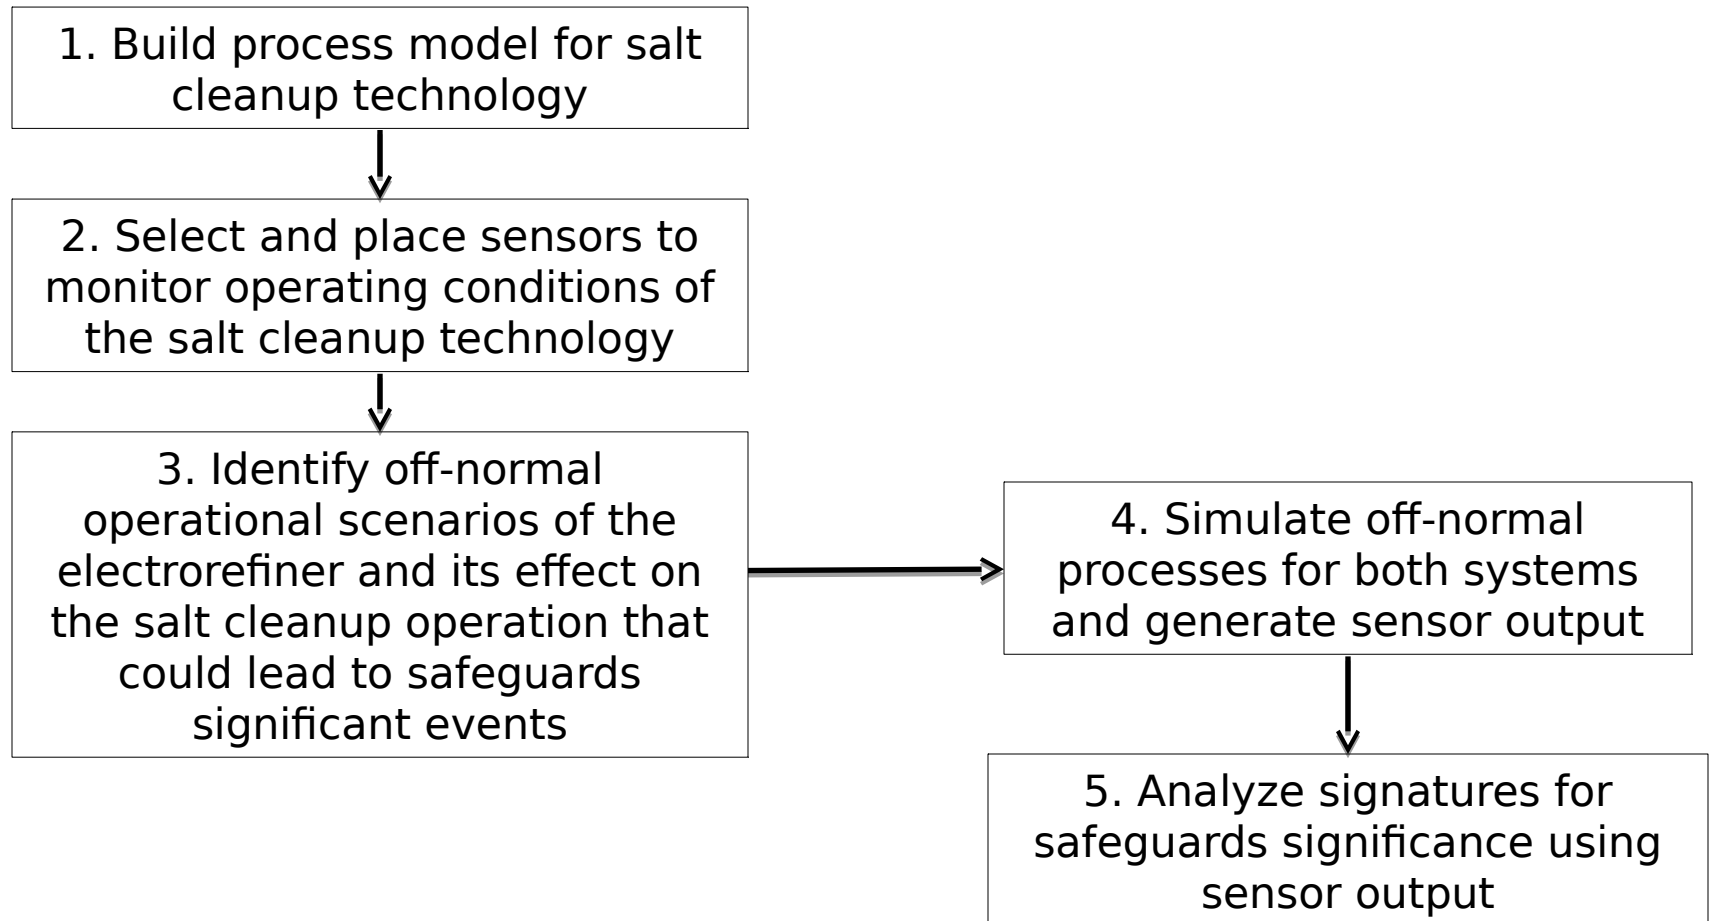 1. Build process model for salt
cleanup technology
2. Select and place sensors to
monitor operating conditions of
the salt cleanup technology
3. Identify off-normal
operational scenarios of the
electrorefiner and its effect on
the salt cleanup operation that
could lead to safeguards
significant events
4. Simulate off-normal
processes for both systems
and generate sensor output
5. Analyze signatures for
safeguards significance using
sensor output